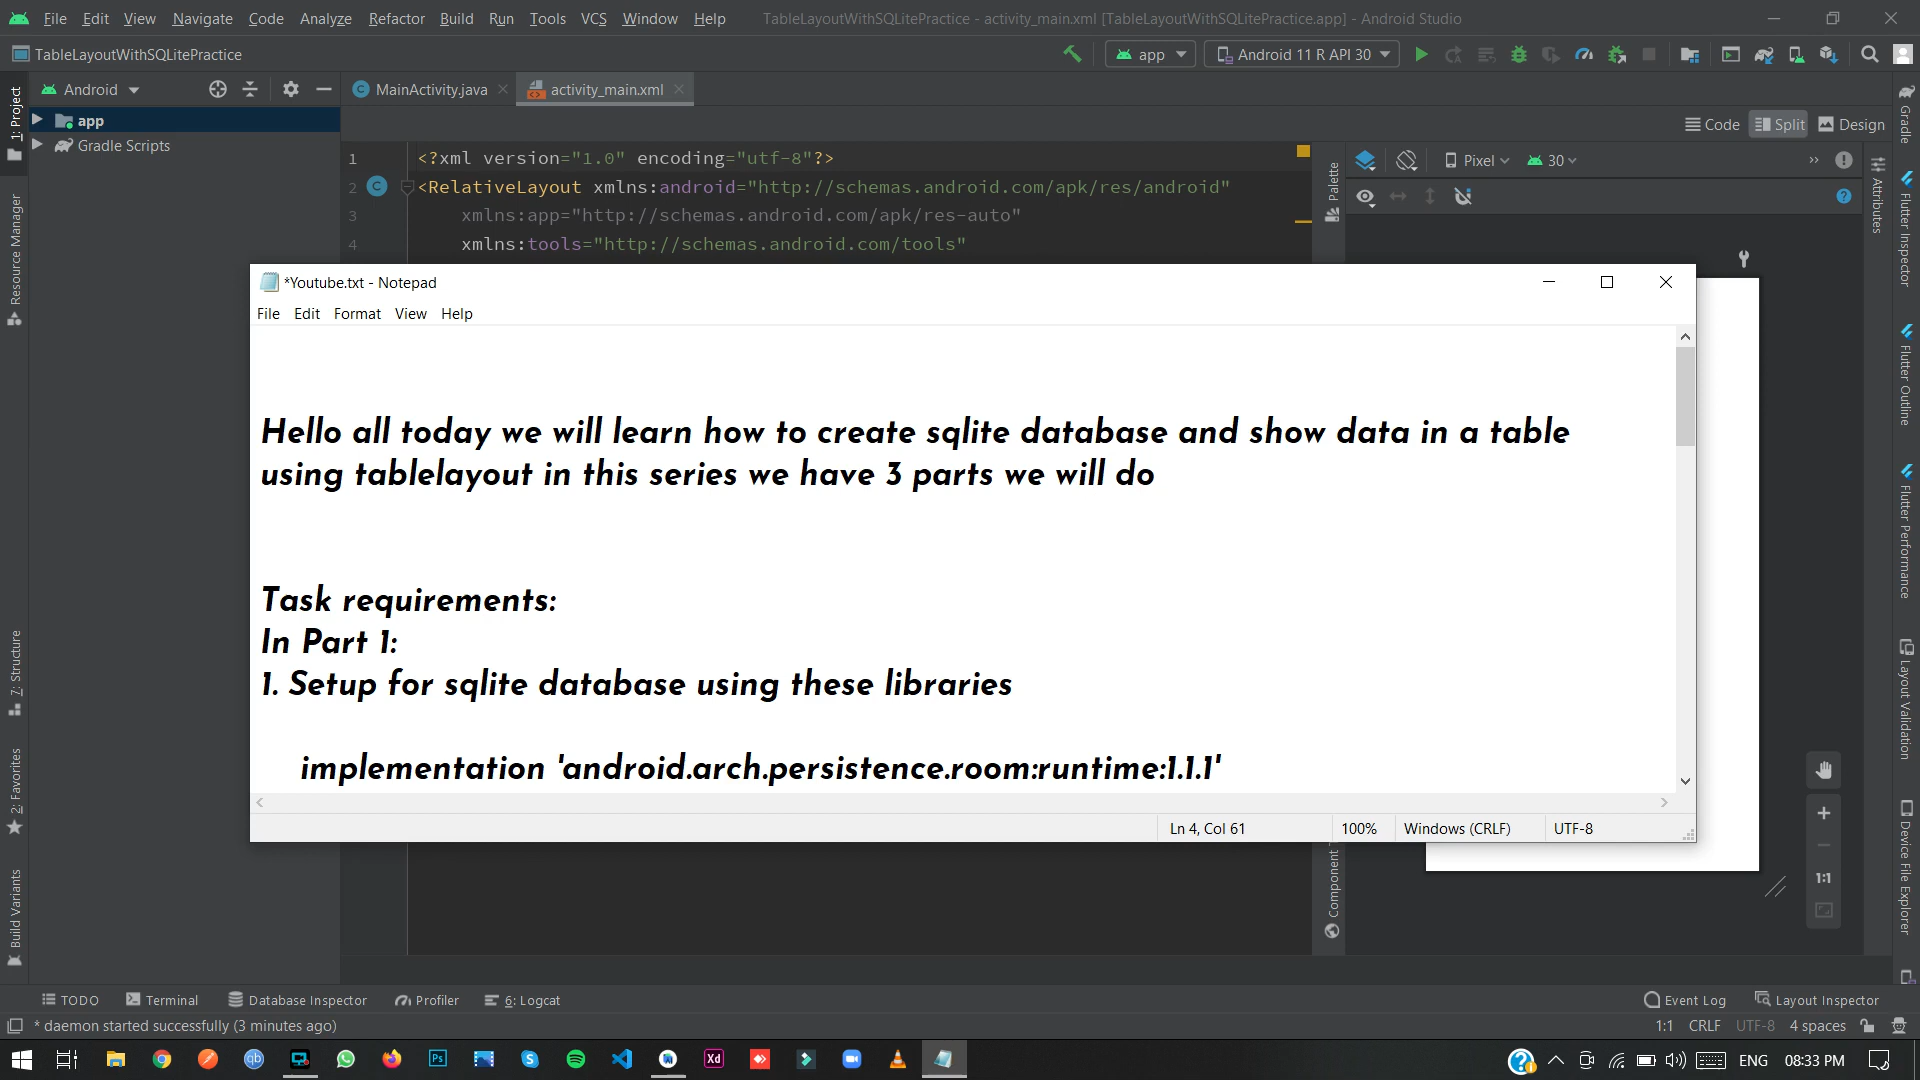 File Edit View Navigate Code Analyze Refactor Build Run Tools VCS Window Help TableLayoutWithSQLitePractice - activity_main.xml [TableLayoutWithSQLitePractice.app] - Android Studio
TableLayoutWithSQLitePractice app Android 11 R API 30
Android MainActivity.java activity_main.xml
app
Gradle Scripts
Code Split Design
1 <?xml version="1.0" encoding="utf-8"?>
2 <RelativeLayout xmlns:android="http://schemas.android.com/apk/res/android"
3 xmlns:app="http://schemas.android.com/apk/res-auto"
4 xmlns:tools="http://schemas.android.com/tools"
Pixel 30
1: Project
Resource Manager
7: Structure
2: Favorites
Build Variants
Palette
Component T
Attributes
Gradle
Flutter Inspector
Flutter Outline
Flutter Performance
Layout Validation
Device File Explorer
*Youtube.txt - Notepad
File Edit Format View Help
Hello all today we will learn how to create sqlite database and show data in a table
using tablelayout in this series we have 3 parts we will do
Task requirements:
In Part 1:
1. Setup for sqlite database using these libraries
implementation 'android.arch.persistence.room:runtime:1.1.1'
Ln 4, Col 61 100% Windows (CRLF) UTF-8
1:1
TODO Terminal Database Inspector Profiler 6: Logcat Event Log Layout Inspector
* daemon started successfully (3 minutes ago) 1:1 CRLF UTF-8 4 spaces
qb Ps Xd ENG 08:33 PM